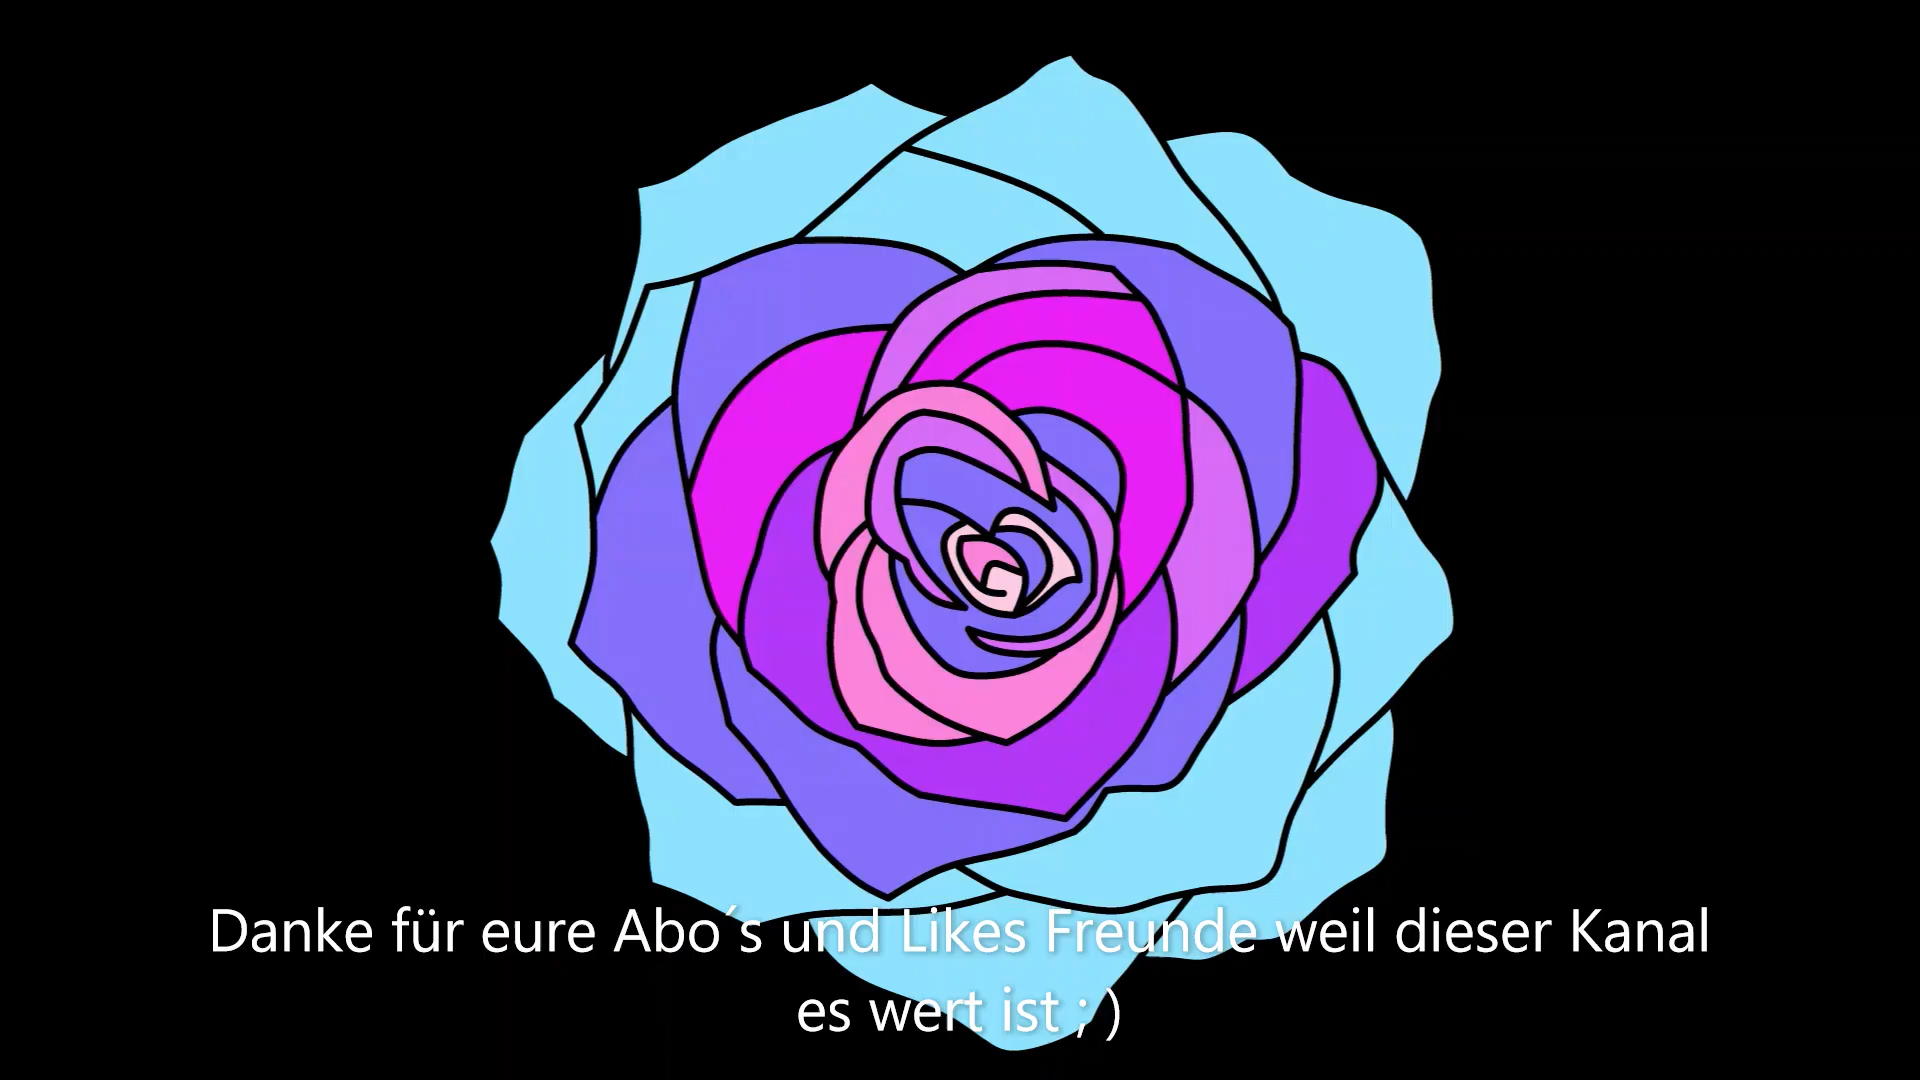 Danke für eure Abo´s und Likes Freunde weil dieser Kanal
es wert ist ; )